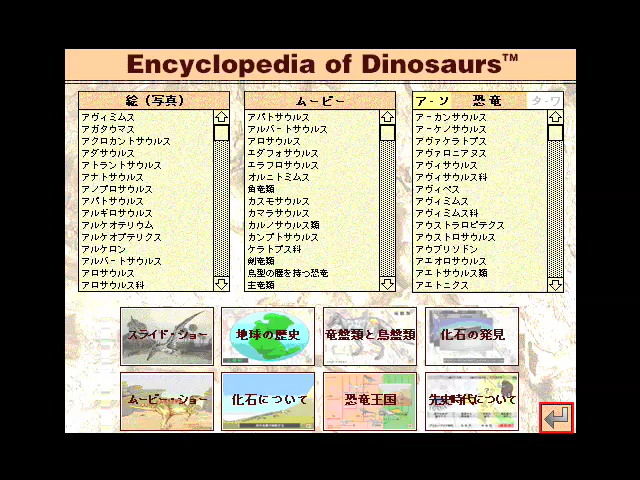 Encyclopedia of Dinosaurs™
絵（写真）
アヴィミムス
アガタウマス
アクロカントサウルス
アダサウルス
アトラントサウルス
アナトサウルス
アノプロサウルス
アパトサウルス
アルギロサウルス
アルケオテリウム
アルケオプテリクス
アルケロン
アルバートサウルス
アロサウルス
アロサウルス科
ムービー
アパトサウルス
アルバートサウルス
アロサウルス
エダフォサウルス
エラフロサウルス
オルニトミムス
角竜類
カスモサウルス
カマラサウルス
カルノサウルス類
カンプトサウルス
ケラトプス科
剣竜類
鳥型の腰を持つ恐竜
主竜類
ア-ソ 恐竜 タ-ワ
アーカンサウルス
アーケノサウルス
アヴァケラトプス
アヴァロニアヌス
アヴィサウルス
アヴィサウルス科
アヴィペス
アヴィミムス
アヴィミムス科
アウストラロピテクス
アウストロサウルス
アウブリソドン
アエオロサウルス
アエトサウルス類
アエトニクス
スライド・ショー
地球の歴史
竜盤類と鳥盤類
化石の発見
ムービー・ショー
化石について
恐竜王国
先史時代について